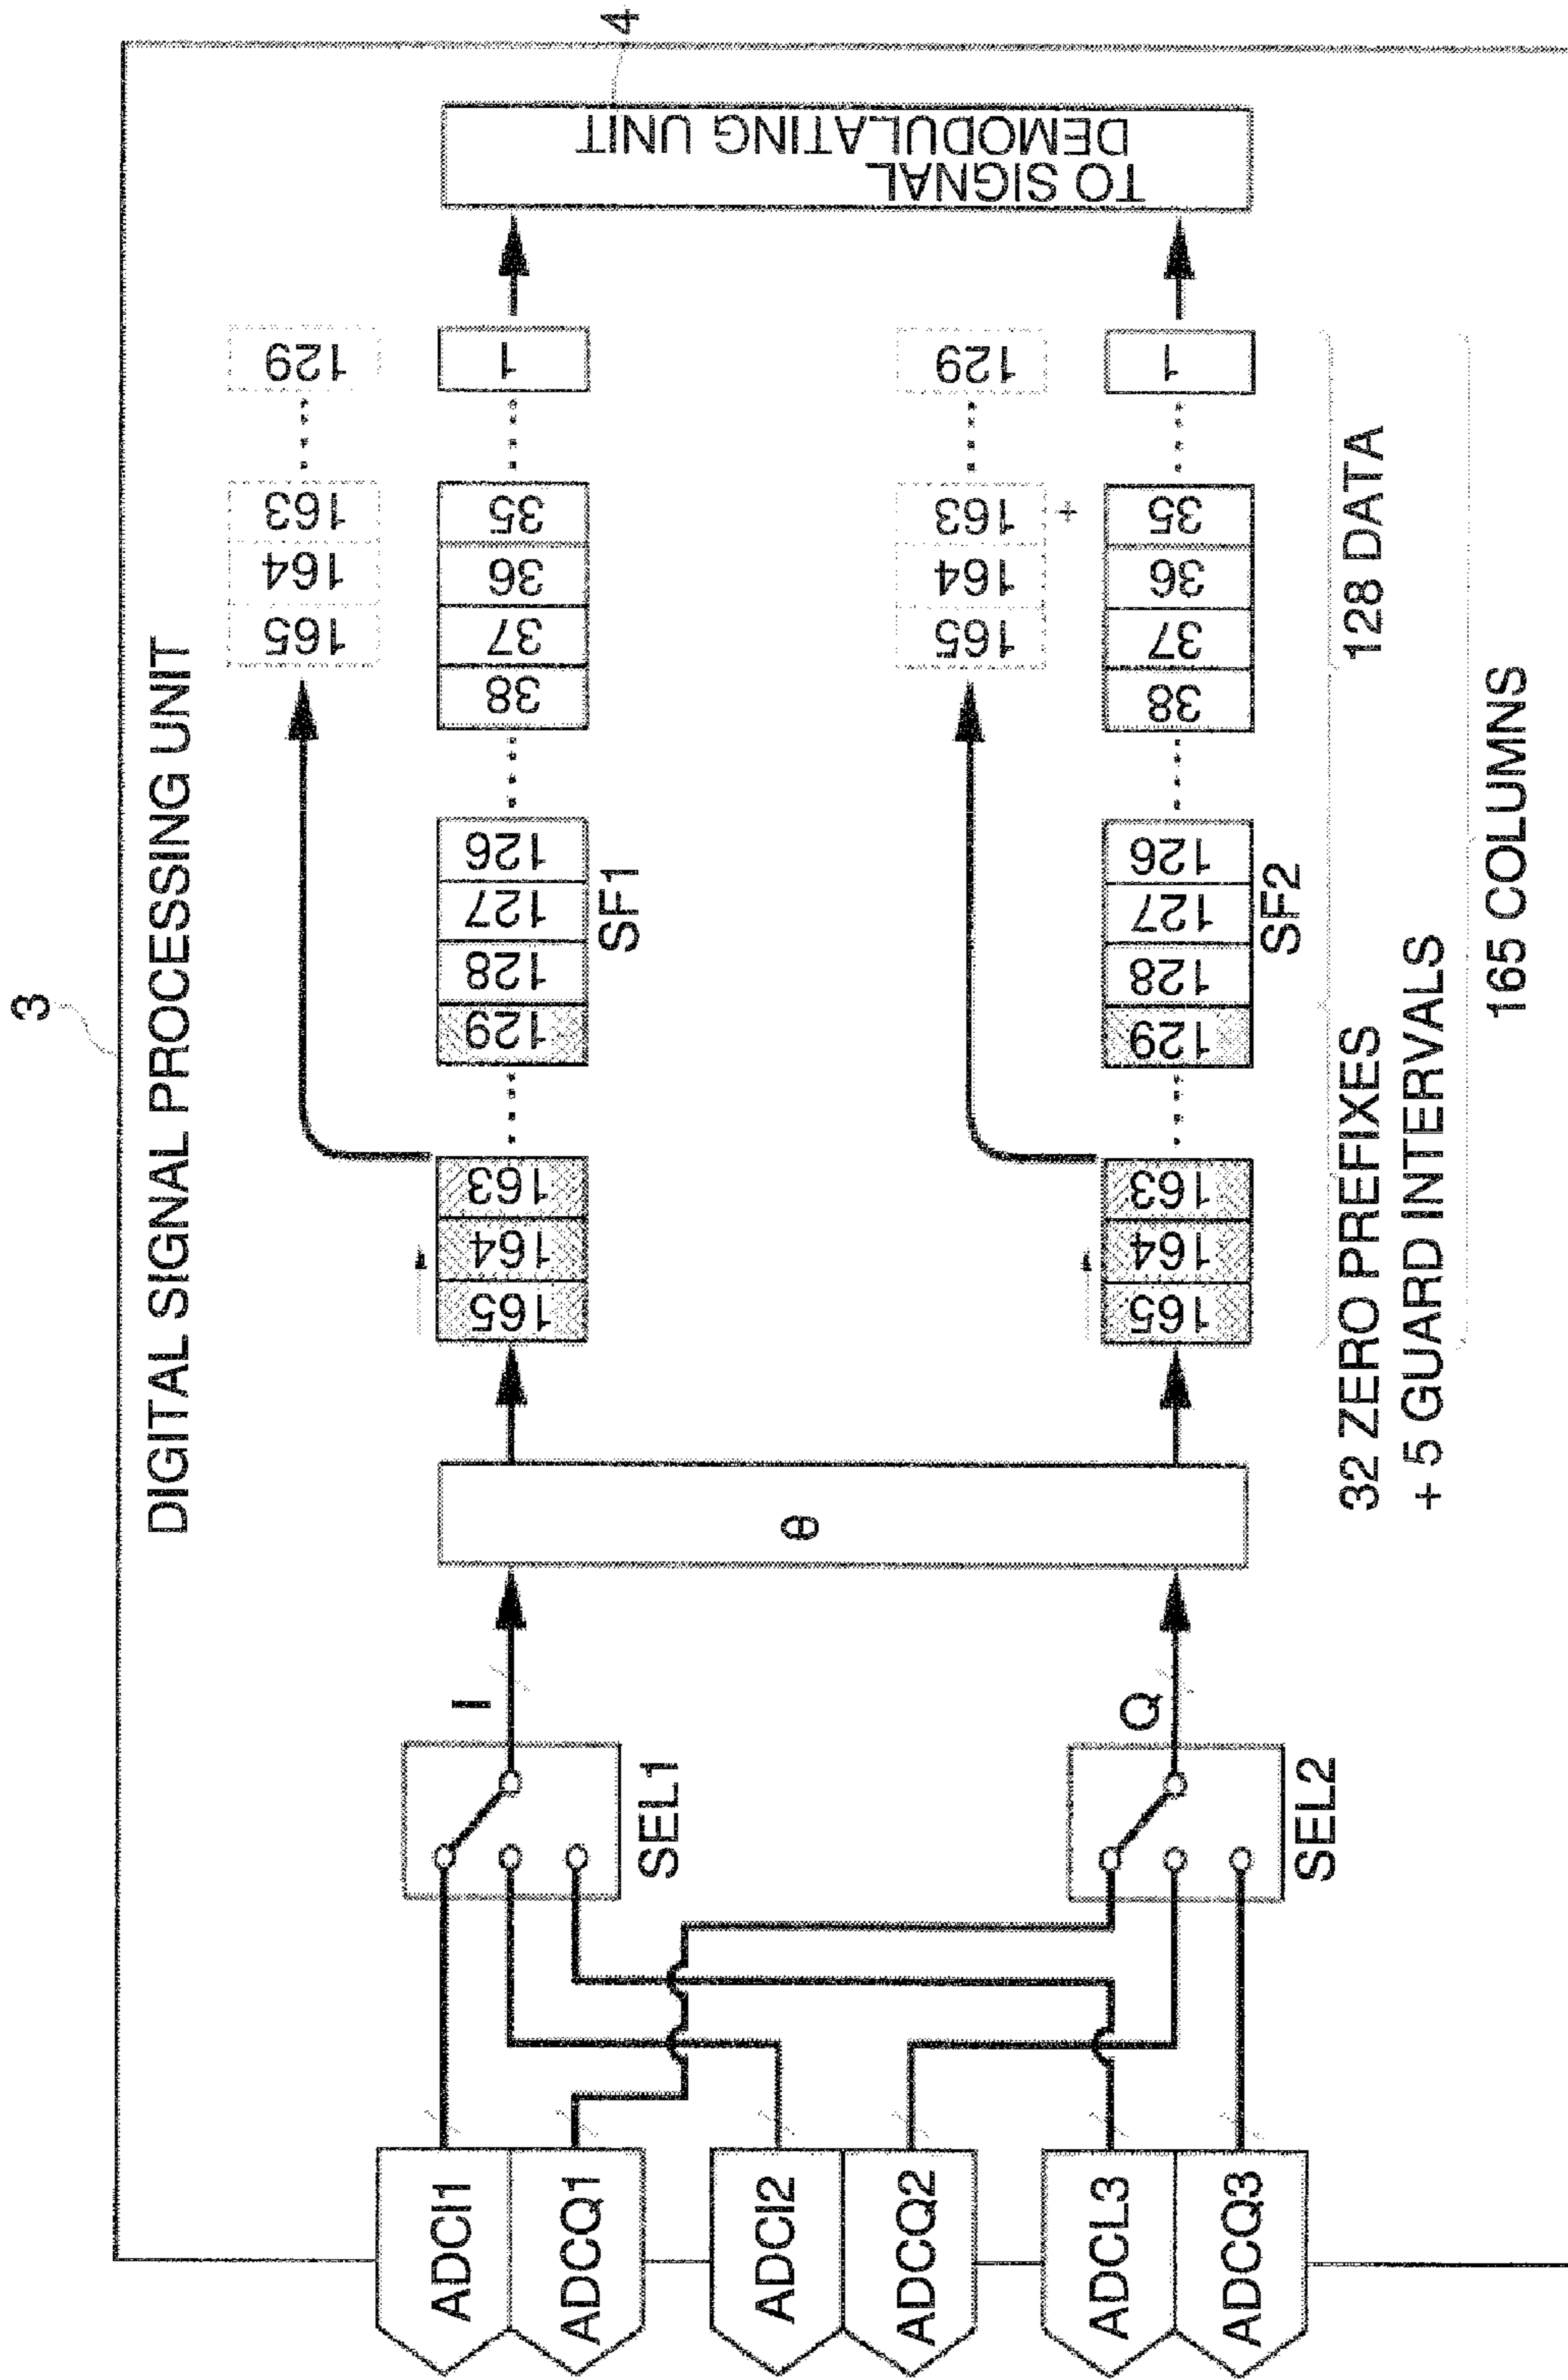 3
DIGITAL SIGNAL PROCESSING UNIT
4
ADCI1
ADCQ1
ADCI2
ADCQ2
ADCL3
ADCQ3
SEL1
SEL2
I
Q
θ
165 164 163 129
165 164 163 129 128 127 126 38 37 36 35 1
SF1
165 164 163 129
+
165 164 163 129 128 127 126 38 37 36 35 1
SF2
TO SIGNAL
DEMODULATING UNIT
32 ZERO PREFIXES
+ 5 GUARD INTERVALS
128 DATA
165 COLUMNS